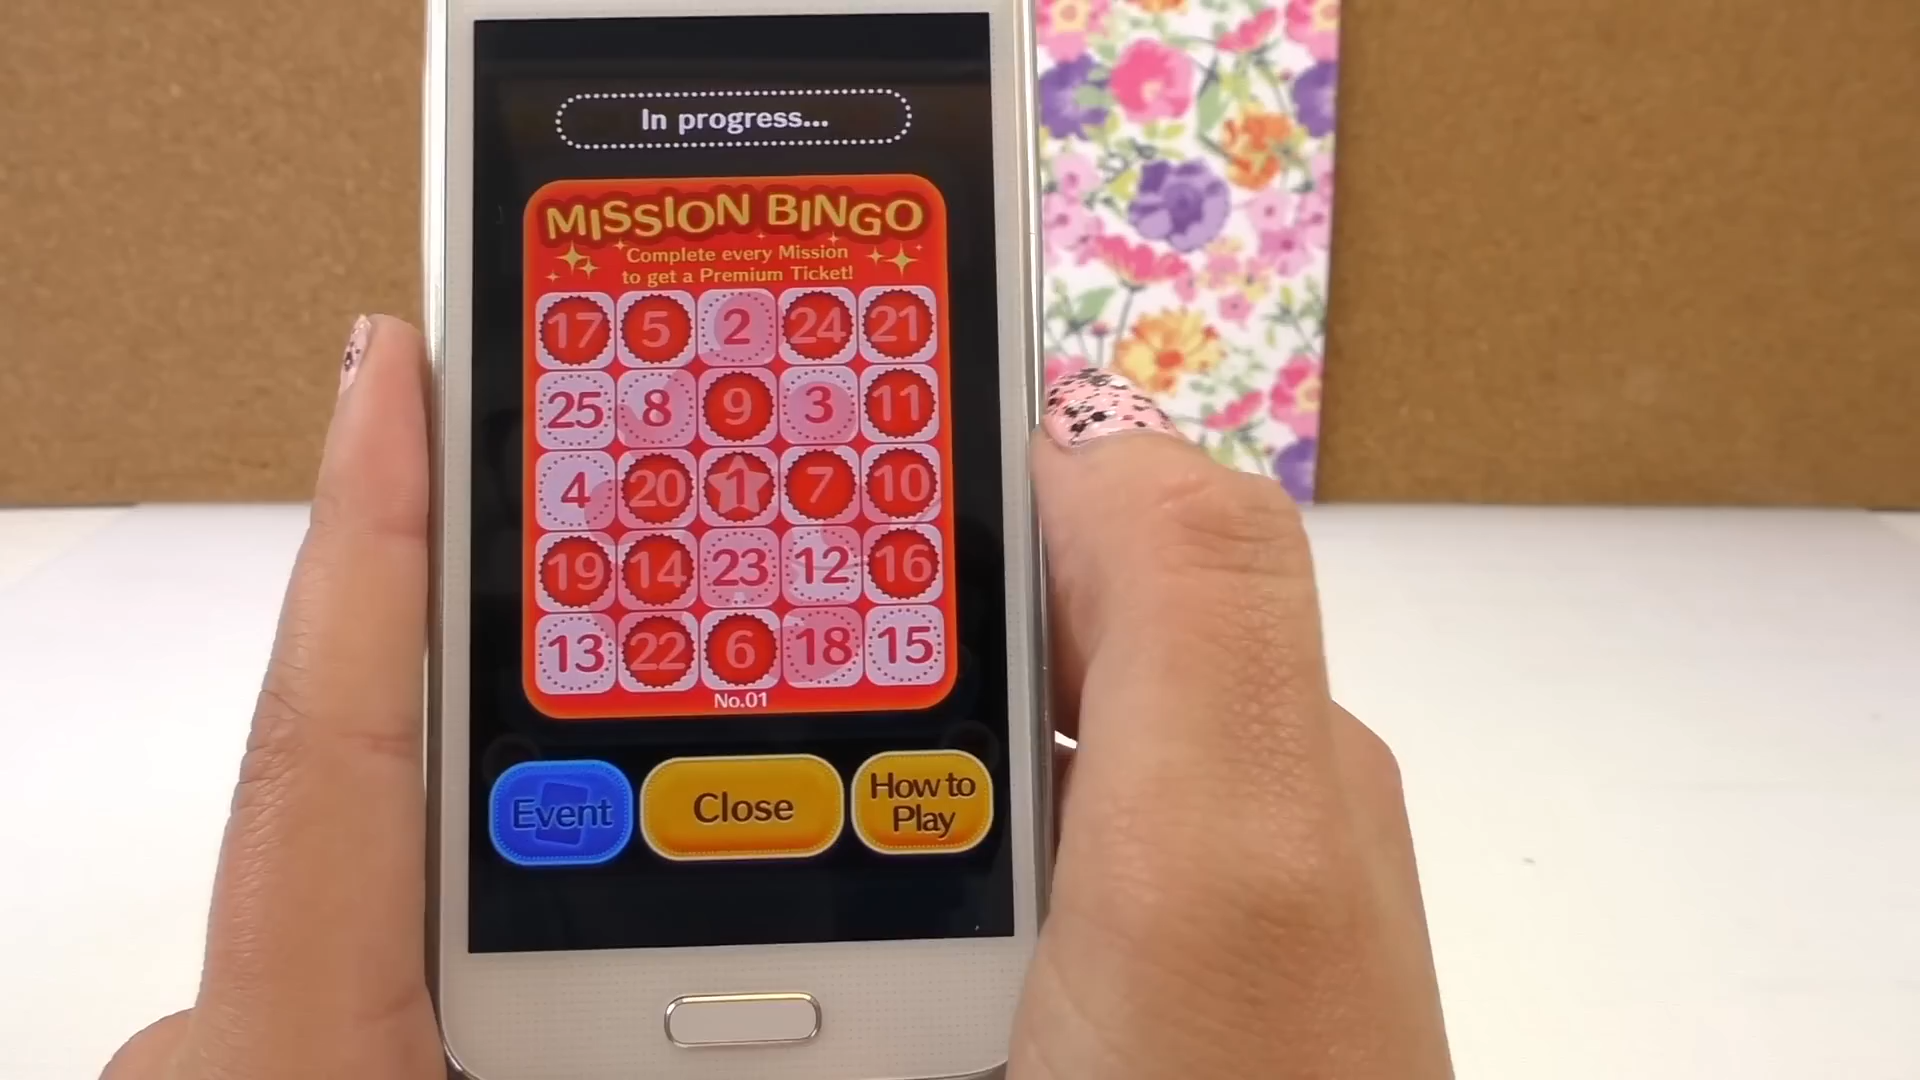 In progress...
MISSION BINGO
Complete every Mission
to get a Premium Ticket!
17 5 2 24 21
25 8 9 3 11
4 20 1 7 10
19 14 23 12 16
13 22 6 18 15
No.01
Event
Close
How to
Play